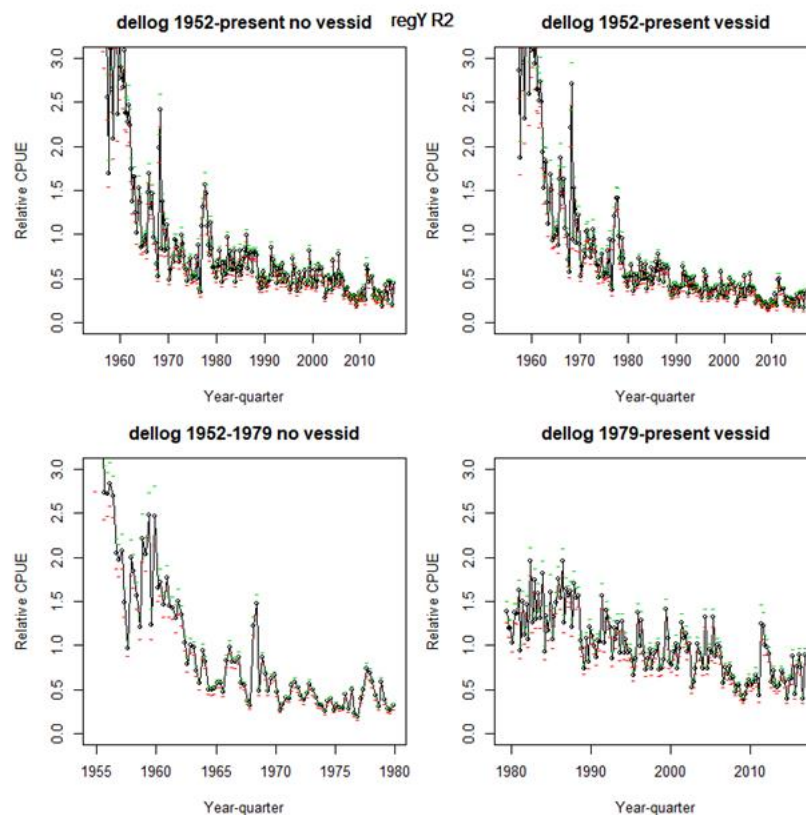 dellog 1952-present no vessid
regY R2
dellog 1952-present vessid
Relative CPUE
3.0
2.5
2.0
1.5
1.0
0.5
0.0
1960 1970 1980 1990 2000 2010
Year-quarter
Relative CPUE
3.0
2.5
2.0
1.5
1.0
0.5
0.0
1960 1970 1980 1990 2000 2010
Year-quarter
dellog 1952-1979 no vessid
dellog 1979-present vessid
Relative CPUE
3.0
2.5
2.0
1.5
1.0
0.5
0.0
1955 1960 1965 1970 1975 1980
Year-quarter
Relative CPUE
3.0
2.5
2.0
1.5
1.0
0.5
0.0
1980 1990 2000 2010
Year-quarter